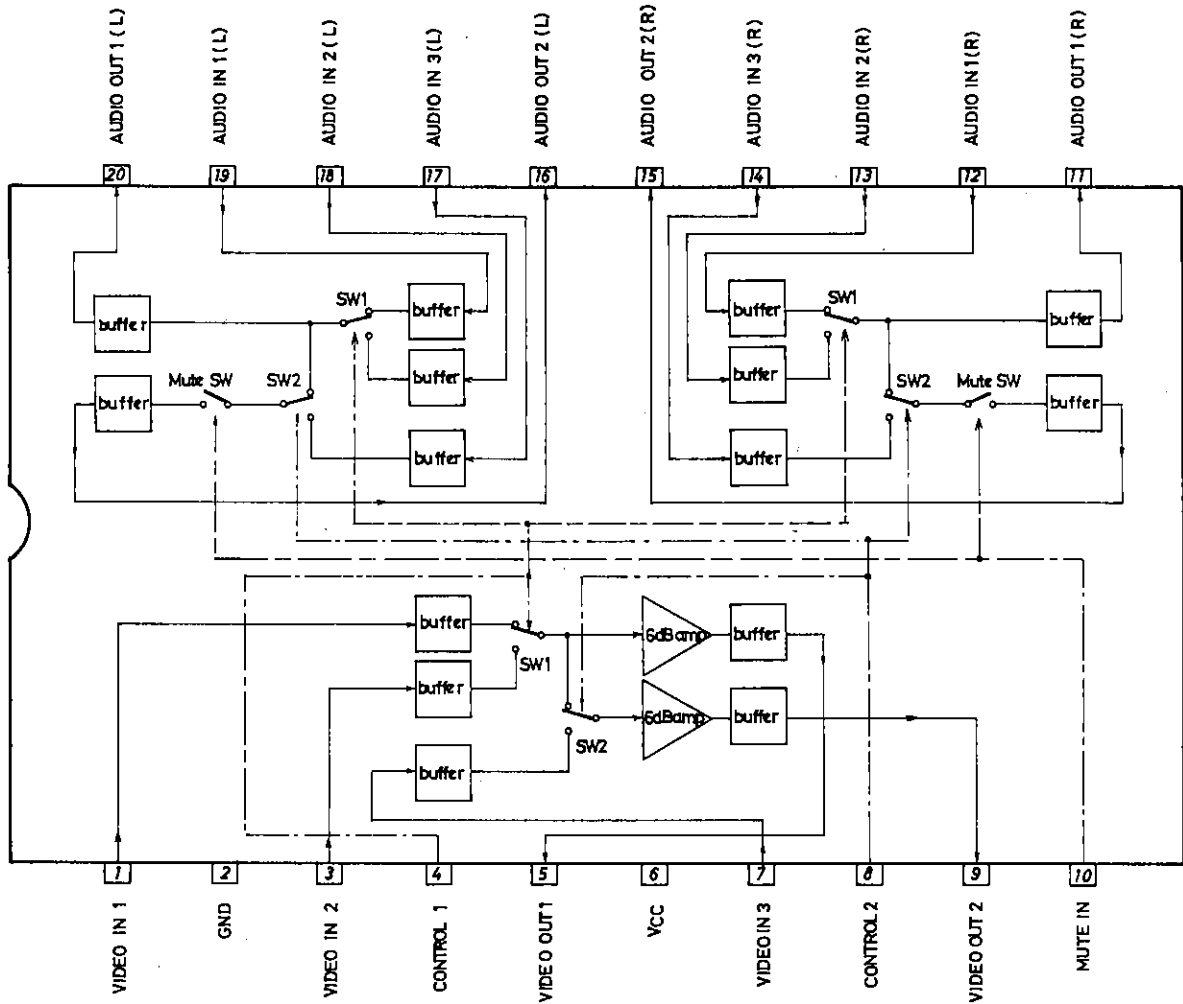 AUDIO OUT 1 (L)
AUDIO IN 1 (L)
AUDIO IN 2 (L)
AUDIO IN 3 (L)
AUDIO OUT 2 (L)
AUDIO OUT 2 (R)
AUDIO IN 3 (R)
AUDIO IN 2 (R)
AUDIO IN 1 (R)
AUDIO OUT 1 (R)
20 19 18 17 16 15 14 13 12 11
buffer
SW1
buffer
buffer
SW1
buffer
buffer
Mute SW
SW2
buffer
buffer
SW2
Mute SW
buffer
buffer
buffer
buffer
SW1
6dBamp
buffer
buffer
SW2
6dBamp
buffer
buffer
1 2 3 4 5 6 7 8 9 10
VIDEO IN 1
GND
VIDEO IN 2
CONTROL 1
VIDEO OUT 1
VCC
VIDEO IN 3
CONTROL 2
VIDEO OUT 2
MUTE IN